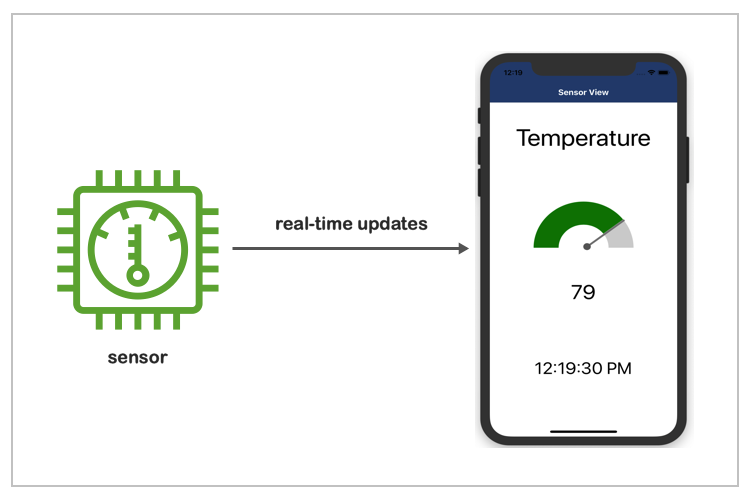 12:19
Sensor View
Temperature
real-time updates
79
sensor
12:19:30 PM